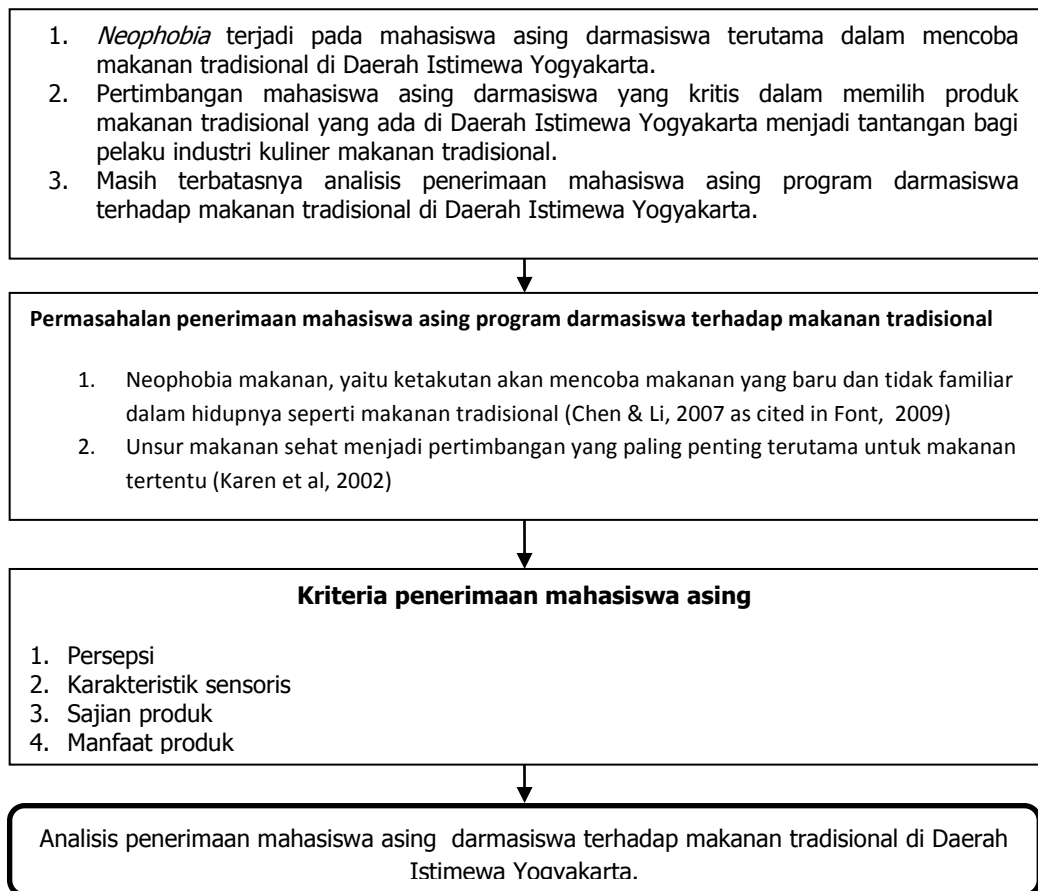 1. Neophobia terjadi pada mahasiswa asing darmasiswa terutama dalam mencoba
makanan tradisional di Daerah Istimewa Yogyakarta.
2. Pertimbangan mahasiswa asing darmasiswa yang kritis dalam memilih produk
makanan tradisional yang ada di Daerah Istimewa Yogyakarta menjadi tantangan bagi
pelaku industri kuliner makanan tradisional.
3. Masih terbatasnya analisis penerimaan mahasiswa asing program darmasiswa
terhadap makanan tradisional di Daerah Istimewa Yogyakarta.
Permasahalan penerimaan mahasiswa asing program darmasiswa terhadap makanan tradisional
1. Neophobia makanan, yaitu ketakutan akan mencoba makanan yang baru dan tidak familiar
dalam hidupnya seperti makanan tradisional (Chen & Li, 2007 as cited in Font, 2009)
2. Unsur makanan sehat menjadi pertimbangan yang paling penting terutama untuk makanan
tertentu (Karen et al, 2002)
Kriteria penerimaan mahasiswa asing
1. Persepsi
2. Karakteristik sensoris
3. Sajian produk
4. Manfaat produk
Analisis penerimaan mahasiswa asing darmasiswa terhadap makanan tradisional di Daerah
Istimewa Yogyakarta.